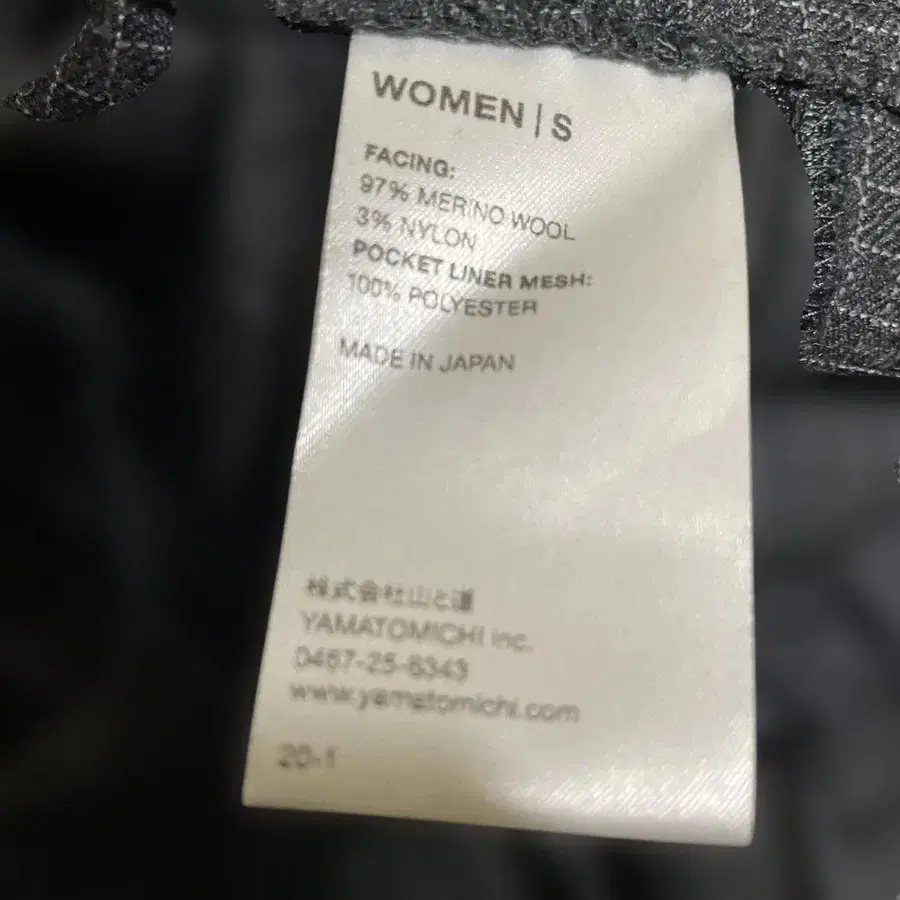 WOMEN | S
FACING:
97% MERINO WOOL
3% NYLON
POCKET LINER MESH:
100% POLYESTER
MADE IN JAPAN
株式会社山と道
YAMATOMICHI Inc.
0467-25-6343
www.yamatomichi.com
20-1